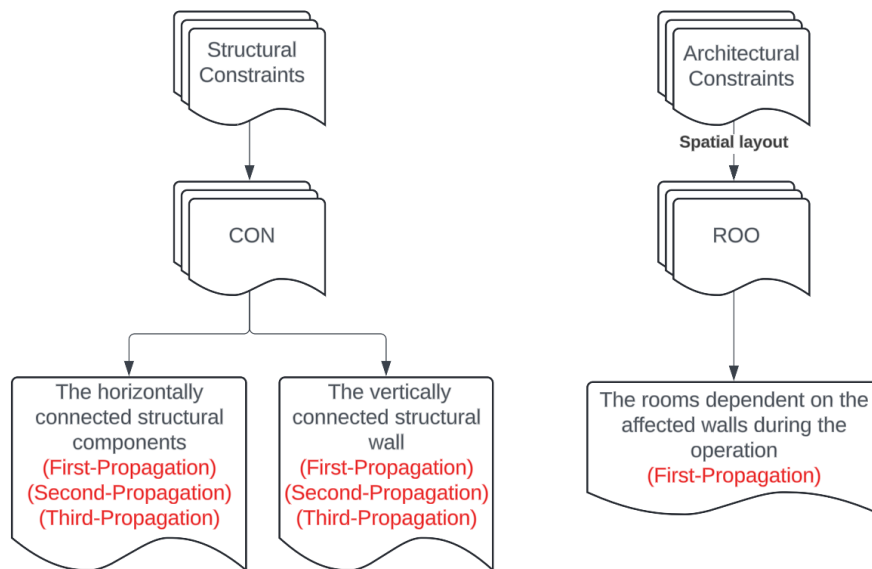 Structural
Constraints
Architectural
Constraints
Spatial layout
CON
ROO
The horizontally
connected structural
components
(First-Propagation)
(Second-Propagation)
(Third-Propagation)
The vertically
connected structural
wall
(First-Propagation)
(Second-Propagation)
(Third-Propagation)
The rooms dependent on the
affected walls during the
operation
(First-Propagation)